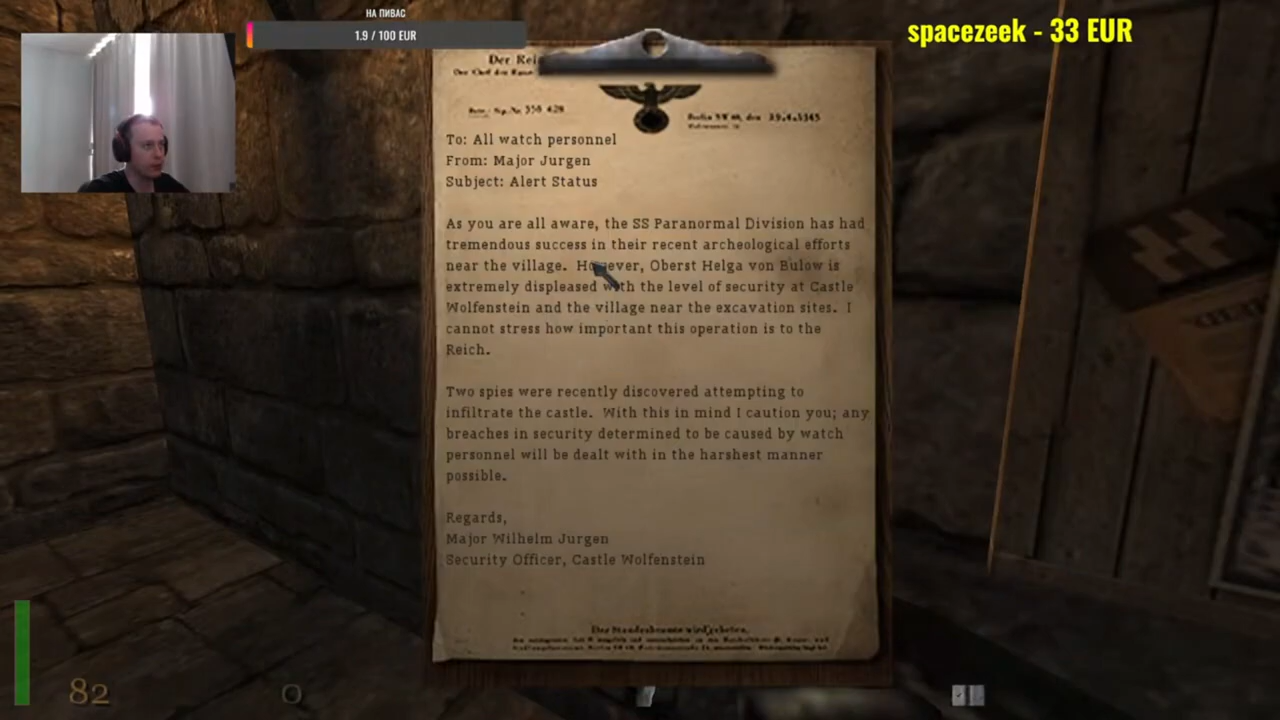 НА ПИВАС
1.9 / 100 EUR
spacezeek - 33 EUR
Der
To: All watch personnel
From: Major Jurgen
Subject: Alert Status
As you are all aware, the SS Paranormal Division has had
tremendous success in their recent archeological efforts
near the village. However, Oberst Helga von Bulow is
extremely displeased with the level of security at Castle
Wolfenstein and the village near the excavation sites. I
cannot stress how important this operation is to the
Reich.
Two spies were recently discovered attempting to
infiltrate the castle. With this in mind I caution you; any
breaches in security determined to be caused by watch
personnel will be dealt with in the harshest manner
possible.
Regards,
Major Wilhelm Jurgen
Security Officer, Castle Wolfenstein
82
0